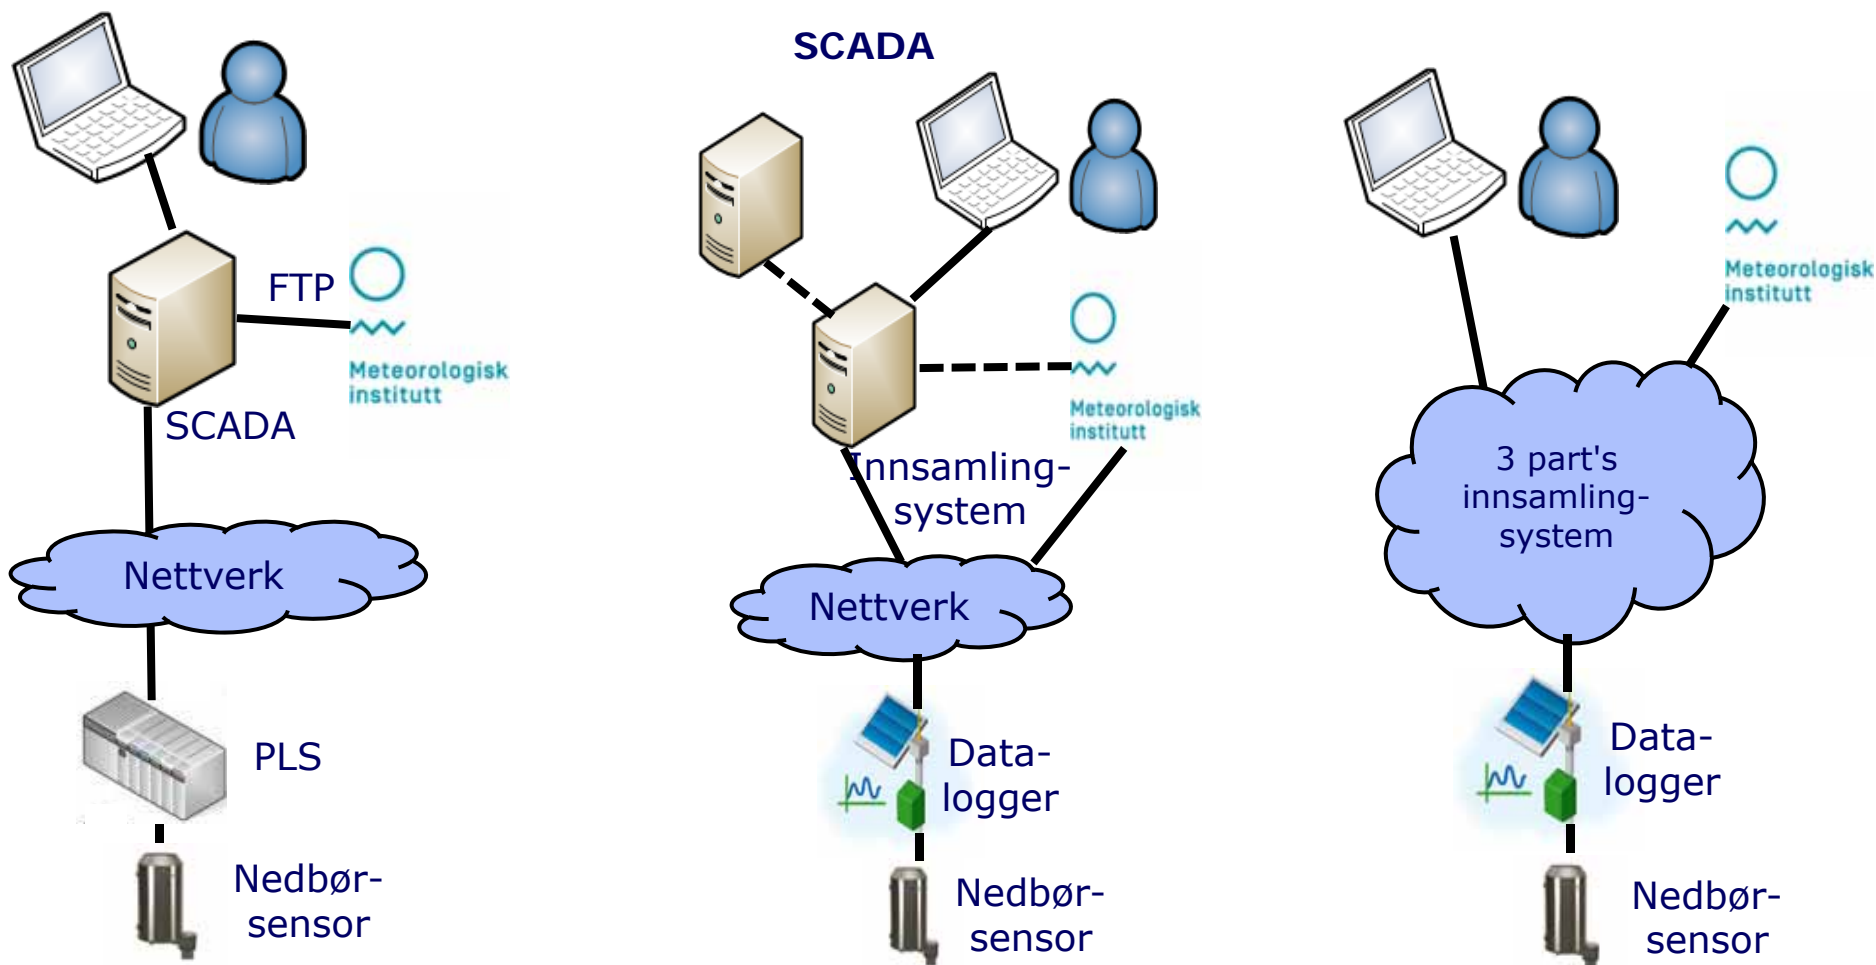 FTP
Meteorologisk
institutt
SCADA
Nettverk
PLS
Nedbør-
sensor
SCADA
Meteorologisk
institutt
Innsamling-
system
Nettverk
Data-
logger
Nedbør-
sensor
Meteorologisk
institutt
3 part's
innsamling-
system
Data-
logger
Nedbør-
sensor